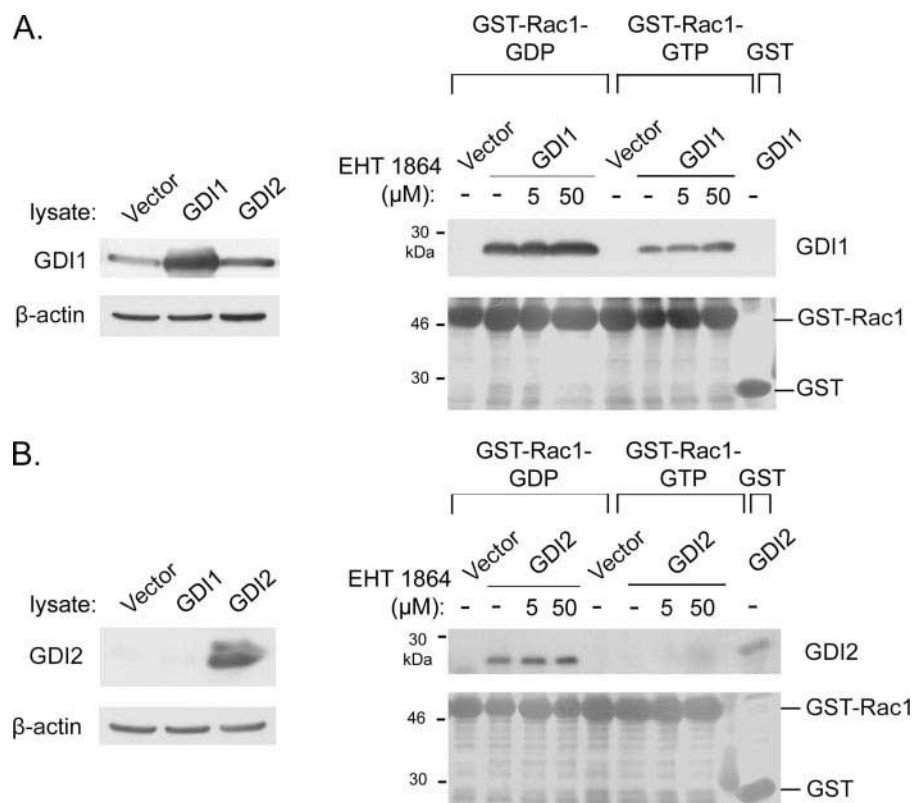 A.
GST-Rac1- GST-Rac1- GST
GDP GTP
Vector GDI1 Vector GDI1 GDI1
EHT 1864
(µM): - - 5 50 - - 5 50 -
lysate: Vector GDI1 GDI2
GDI1
β-actin
30
kDa
GDI1
46
GST-Rac1
30
GST
B.
GST-Rac1- GST-Rac1- GST
GDP GTP
Vector GDI2 Vector GDI2 GDI2
EHT 1864
(µM): - - 5 50 - - 5 50 -
lysate: Vector GDI1 GDI2
GDI2
β-actin
30
kDa
GDI2
46
GST-Rac1
30
GST